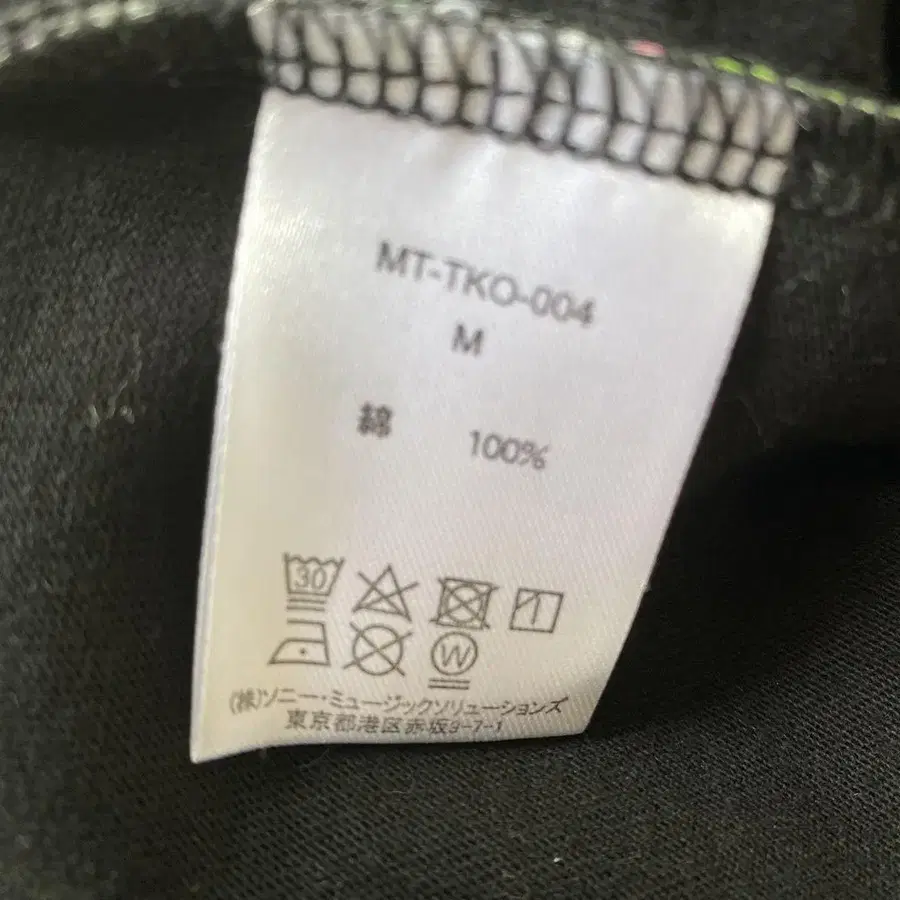 MT-TKO-004
M
綿 100%
30
W
(株)ソニー・ミュージックソリューションズ
東京都港区赤坂9-7-1